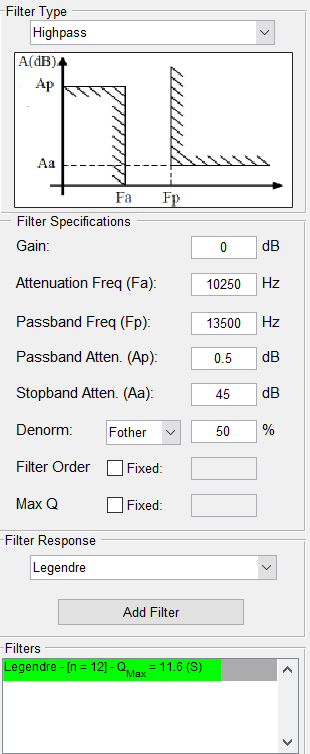 Filter Type
Highpass
A(dB)
Ap
Aa
Fa Fp
Filter Specifications
Gain: 0 dB
Attenuation Freq (Fa): 10250 Hz
Passband Freq (Fp): 13500 Hz
Passband Atten. (Ap): 0.5 dB
Stopband Atten. (Aa): 45 dB
Denorm: Fother 50 %
Filter Order Fixed:
Max Q Fixed:
Filter Response
Legendre
Add Filter
Filters
Legendre - [n = 12] - QMax = 11.6 (S)